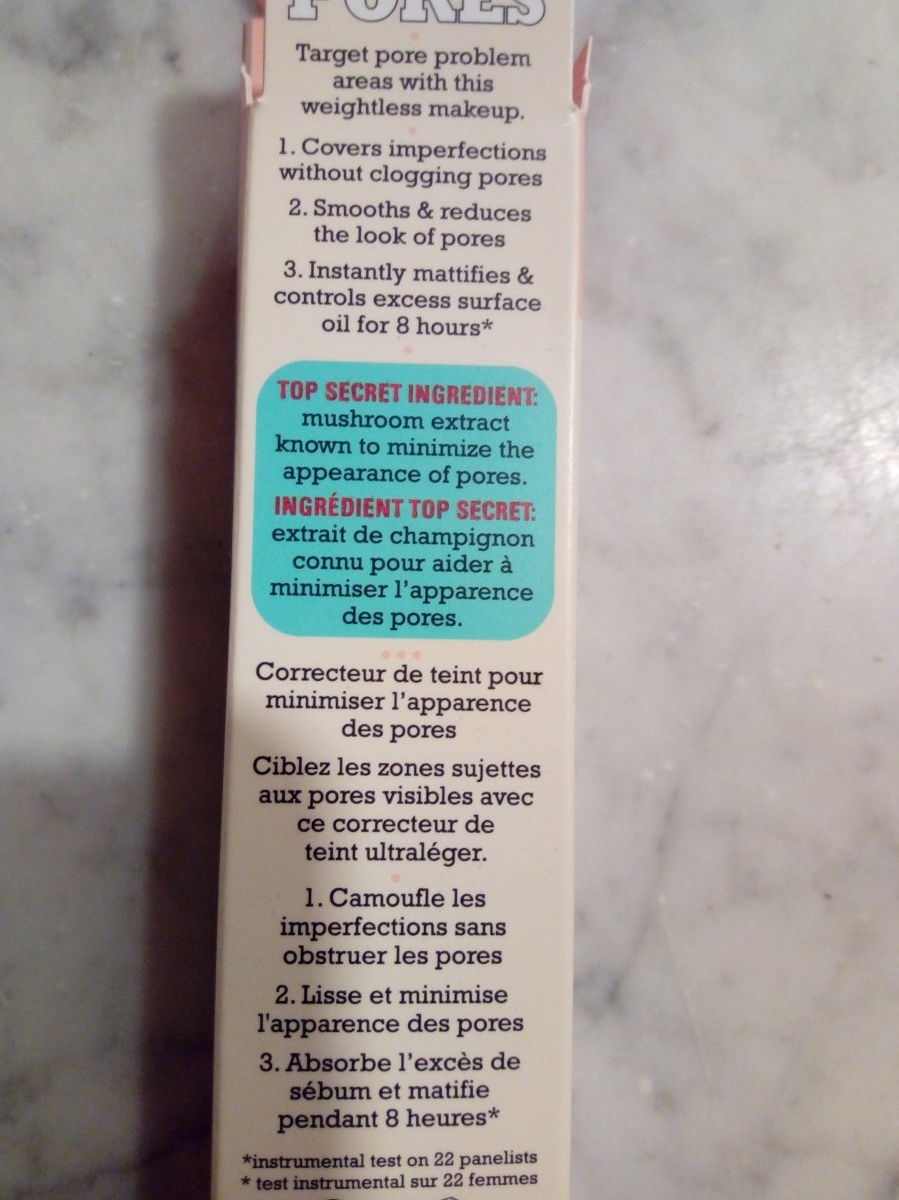 PORES
Target pore problem
areas with this
weightless makeup.
1. Covers imperfections
without clogging pores
2. Smooths & reduces
the look of pores
3. Instantly mattifies &
controls excess surface
oil for 8 hours*
TOP SECRET INGREDIENT:
mushroom extract
known to minimize the
appearance of pores.
INGRÉDIENT TOP SECRET:
extrait de champignon
connu pour aider à
minimiser l'apparence
des pores.
Correcteur de teint pour
minimiser l'apparence
des pores
Ciblez les zones sujettes
aux pores visibles avec
ce correcteur de
teint ultraléger.
1. Camoufle les
imperfections sans
obstruer les pores
2. Lisse et minimise
l'apparence des pores
3. Absorbe l'excès de
sébum et matifie
pendant 8 heures*
*instrumental test on 22 panelists
* test instrumental sur 22 femmes